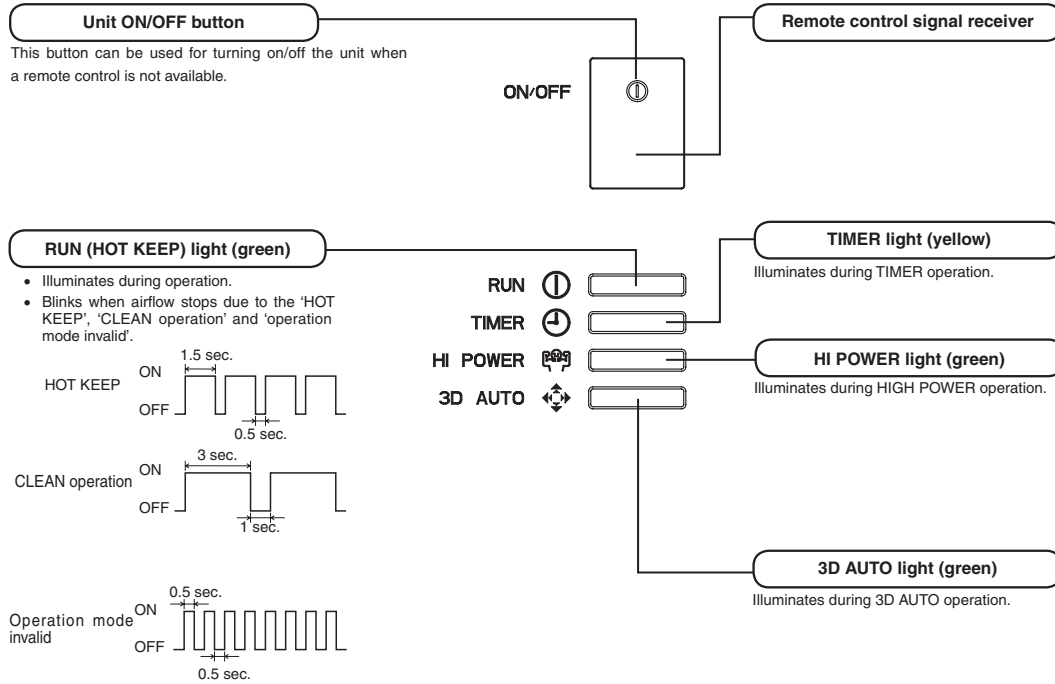 Unit ON/OFF button
This button can be used for turning on/off the unit when
a remote control is not available.
Remote control signal receiver
ON/OFF
RUN (HOT KEEP) light (green)
• Illuminates during operation.
• Blinks when airflow stops due to the ‘HOT
KEEP’, ‘CLEAN operation’ and ‘operation
mode invalid’.
HOT KEEP
ON
OFF
1.5 sec.
0.5 sec.
CLEAN operation
ON
OFF
3 sec.
1 sec.
Operation mode
invalid
ON
OFF
0.5 sec.
0.5 sec.
RUN
TIMER
HI POWER
3D AUTO
TIMER light (yellow)
Illuminates during TIMER operation.
HI POWER light (green)
Illuminates during HIGH POWER operation.
3D AUTO light (green)
Illuminates during 3D AUTO operation.